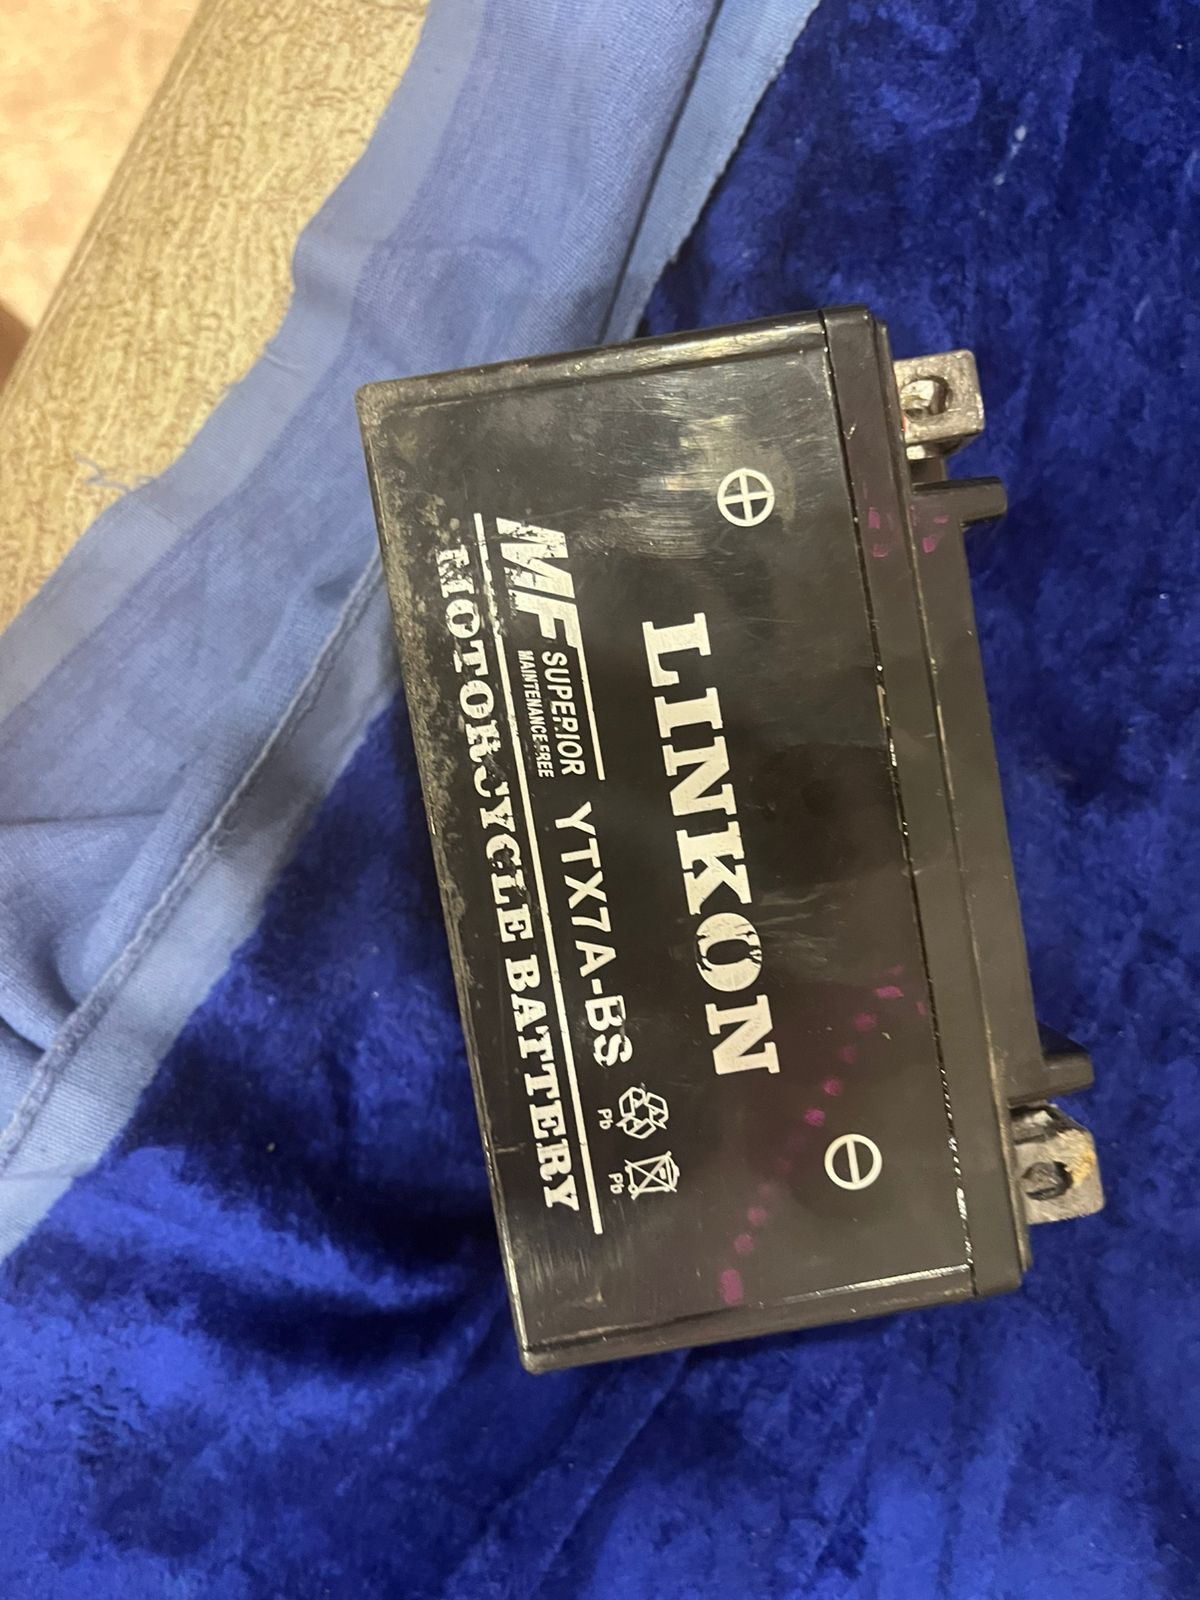 ⊕ ⊖
LINKON
MF SUPERIOR MAINTENANCE FREE YTX7A-BS Pb Pb
MOTORCYCLE BATTERY